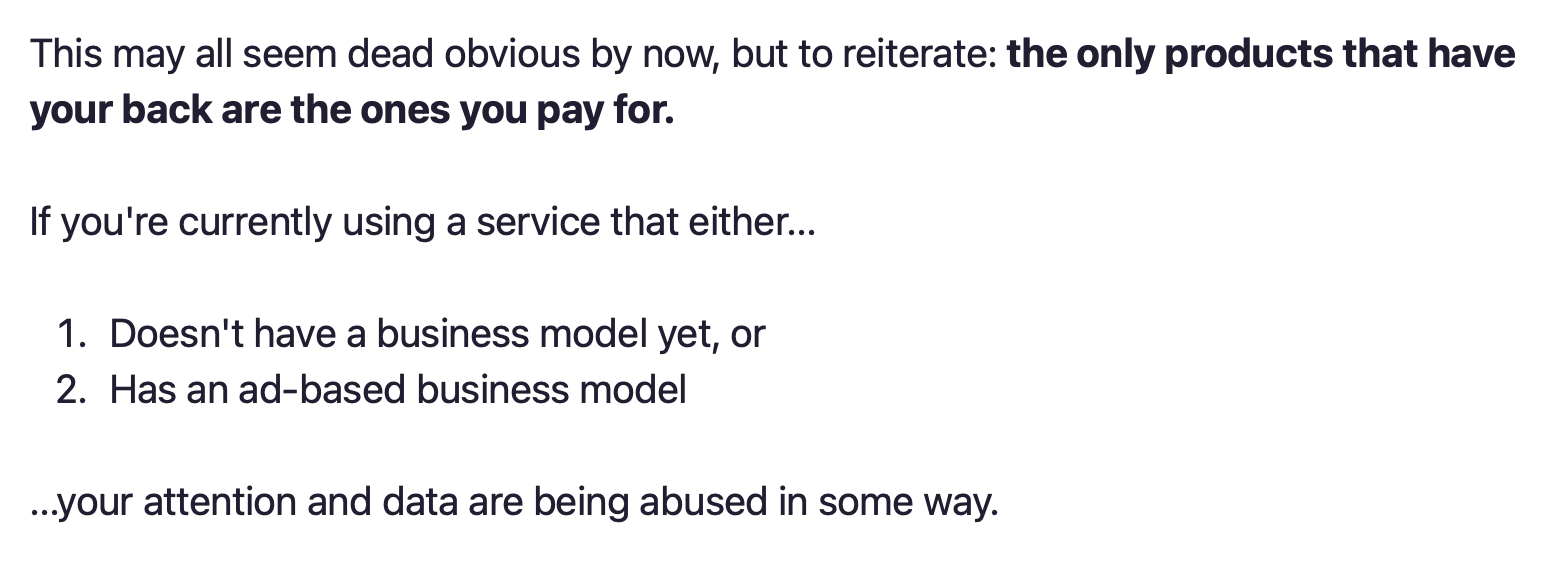 This may all seem dead obvious by now, but to reiterate: the only products that have
your back are the ones you pay for.
If you're currently using a service that either...
1. Doesn't have a business model yet, or
2. Has an ad-based business model
...your attention and data are being abused in some way.